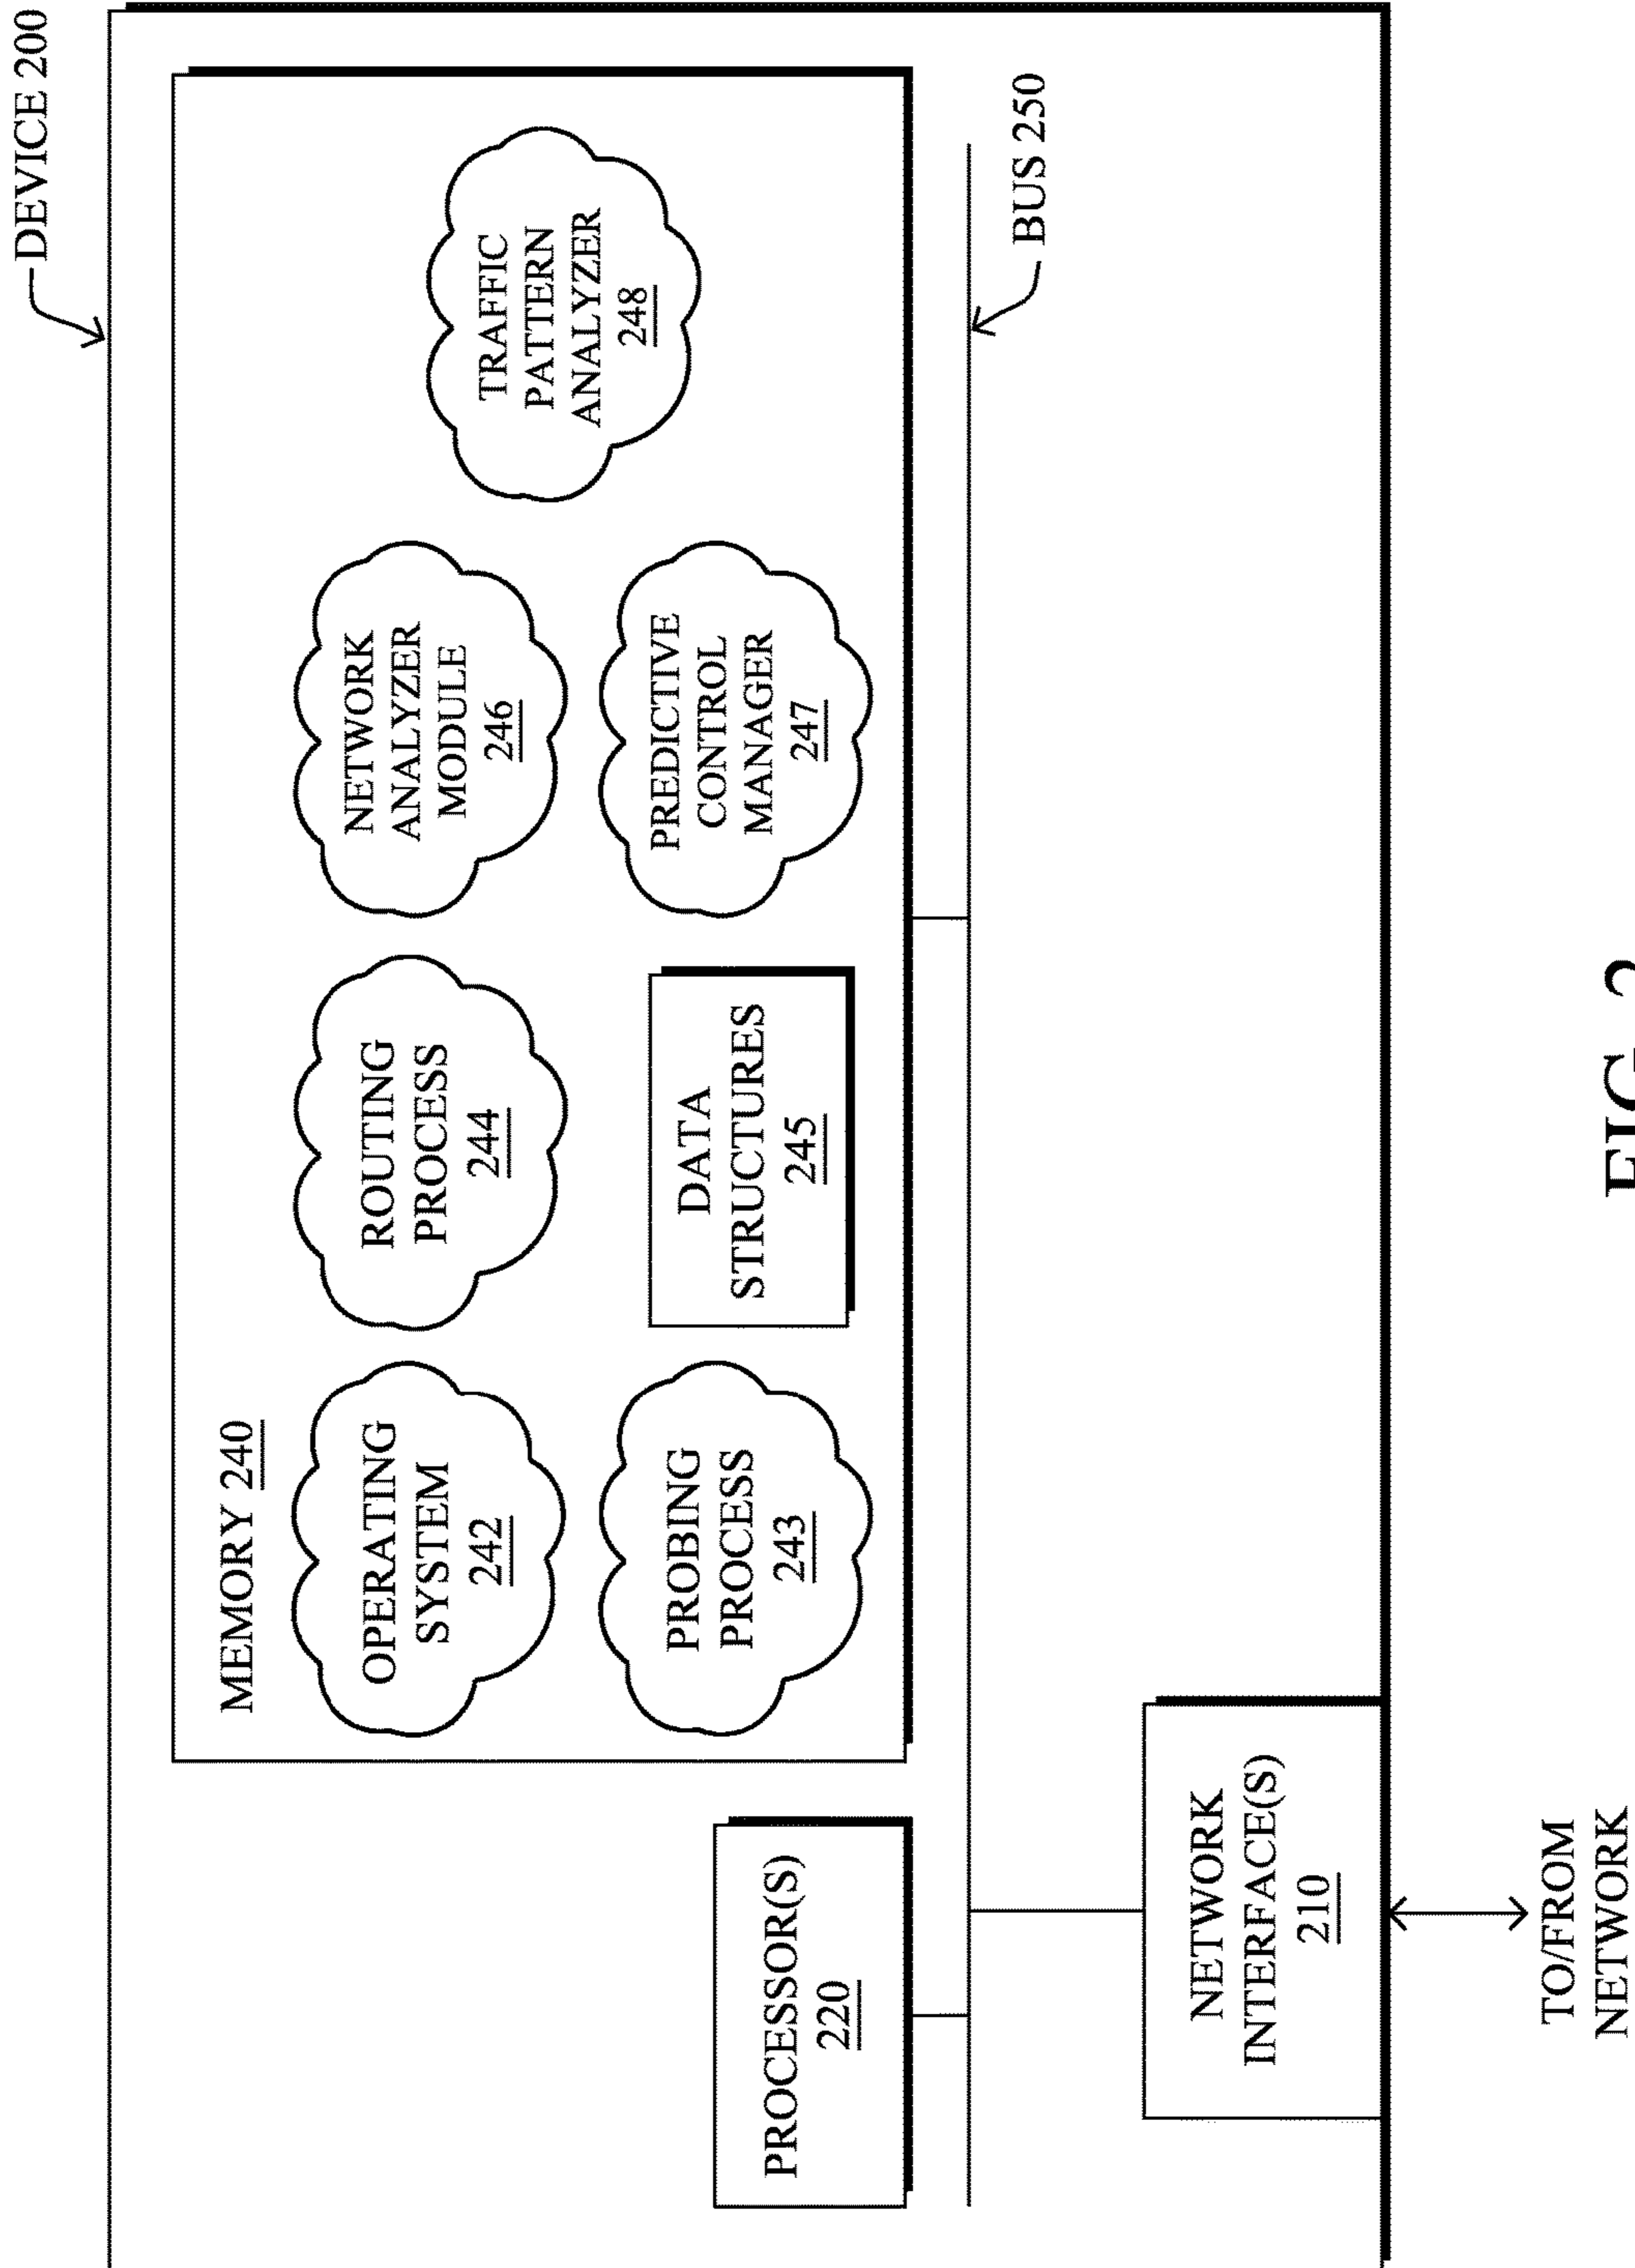 DEVICE 200
MEMORY 240
OPERATING
SYSTEM
242
ROUTING
PROCESS
244
NETWORK
ANALYZER
MODULE
246
TRAFFIC
PATTERN
ANALYZER
248
PROBING
PROCESS
243
DATA
STRUCTURES
245
PREDICTIVE
CONTROL
MANAGER
247
PROCESSOR(S)
220
BUS 250
NETWORK
INTERFACE(S)
210
TO/FROM
NETWORK
FIG. 2